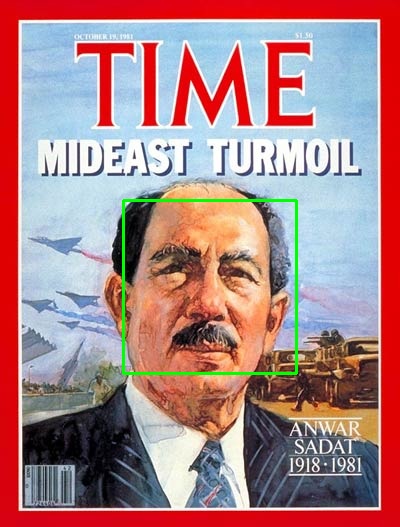 OCTOBER 19, 1981 $1.50
TIME
MIDEAST TURMOIL
ANWAR
SADAT
1918·1981